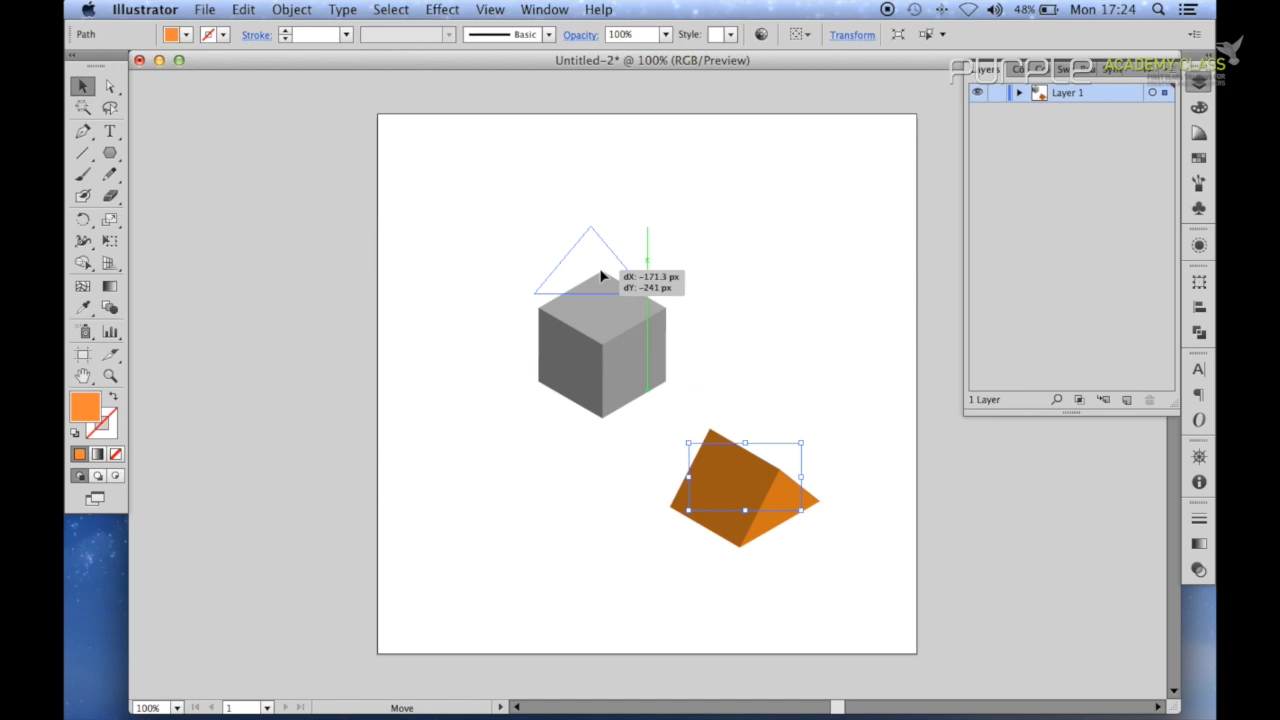 Illustrator File Edit Object Type Select Effect View Window Help 48% Mon 17:24
Path Stroke: Basic Opacity: 100% Style: Transform
Untitled-2* @ 100% (RGB/Preview)
purple ACADEMY CLASS
Layers
Layer 1
dX: -171.3 px
dY: -241 px
1 Layer
100% 1 Move